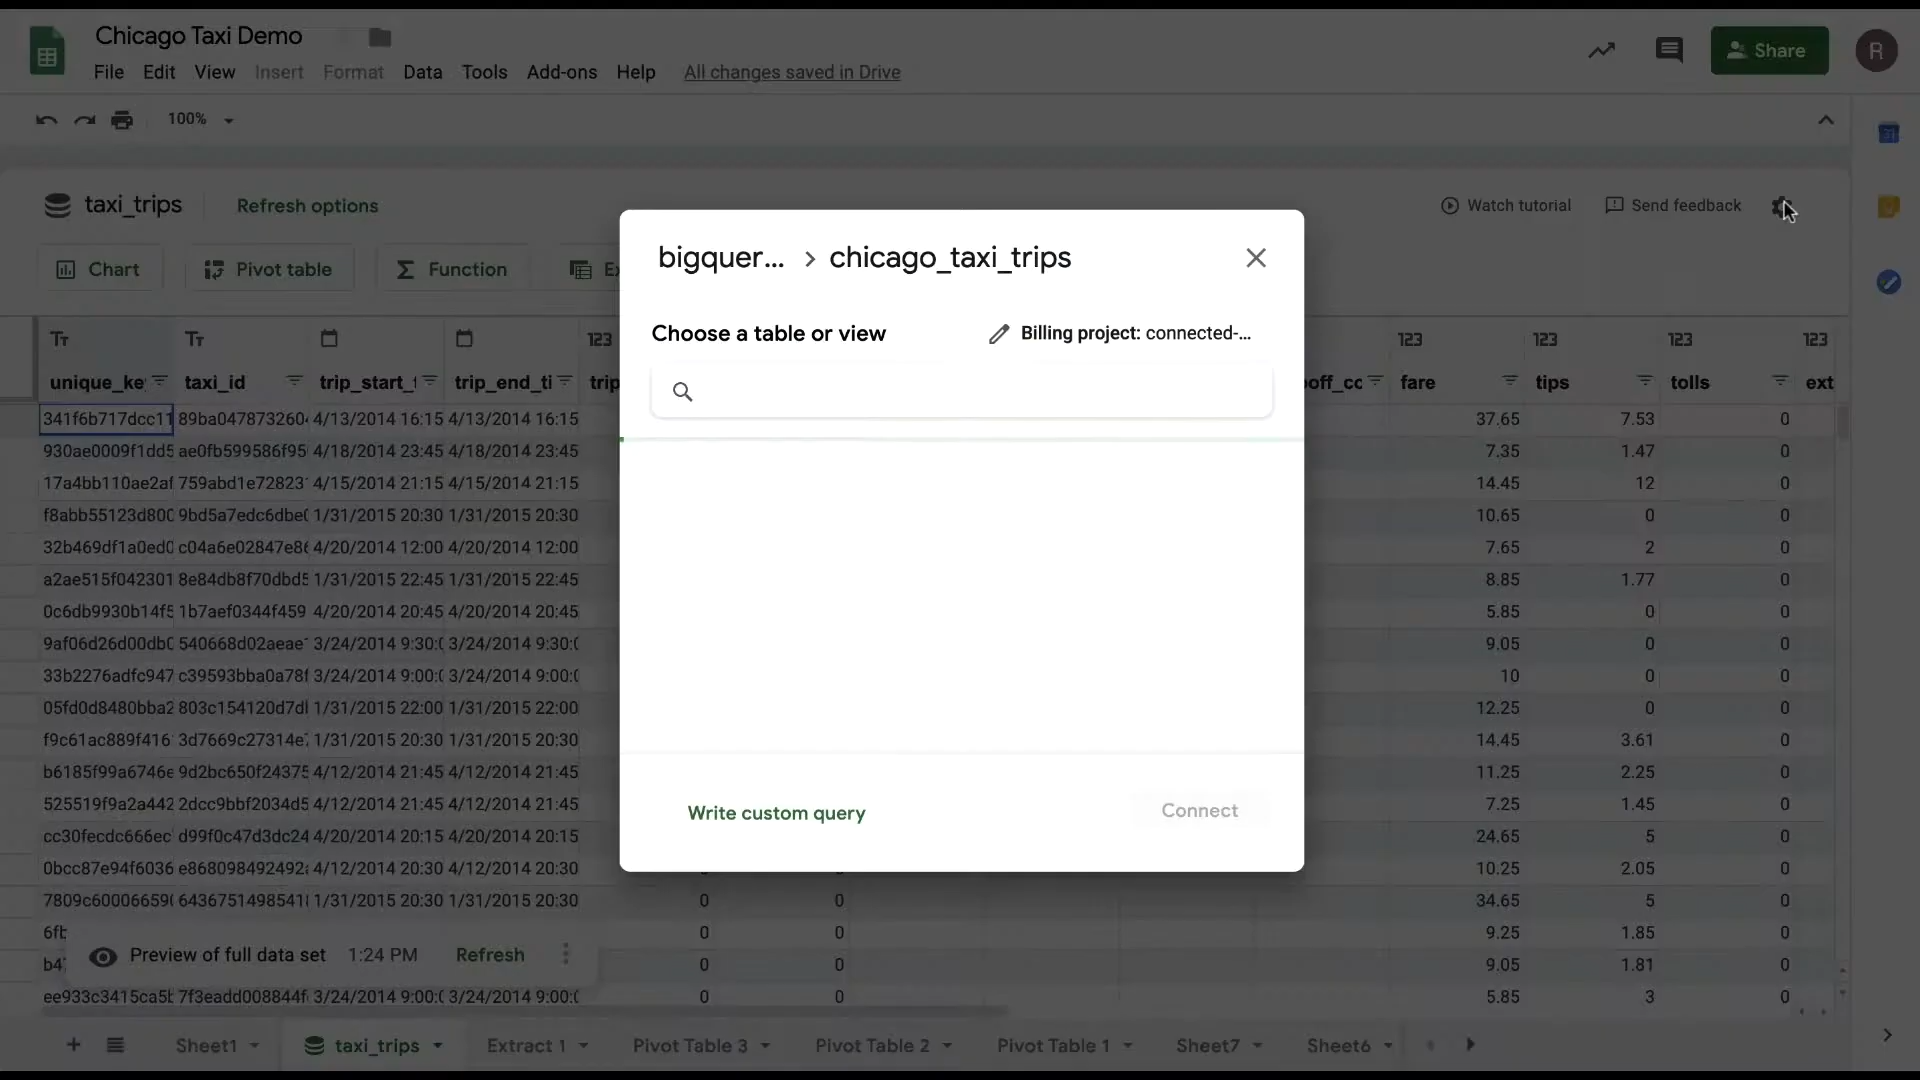 Chicago Taxi Demo
File Edit View Insert Format Data Tools Add-ons Help All changes saved in Drive
Share
R
100%
31
taxi_trips Refresh options
Watch tutorial Send feedback
Chart Pivot table Function
bigquer... > chicago_taxi_trips
Choose a table or view Billing project: connected-...
Write custom query Connect
Tт Tт 123 123 123 123 123
unique_ke taxi_id trip_start_ trip_end_ti trip off_cc fare tips tolls ext
341f6b717dcc11 89ba047873260 4/13/2014 16:15 4/13/2014 16:15 37.65 7.53 0
930ae0009f1dd5 ae0fb599586f95 4/18/2014 23:45 4/18/2014 23:45 7.35 1.47 0
17a4bb110ae2af 759abd1e72823 4/15/2014 21:15 4/15/2014 21:15 14.45 12 0
f8abb55123d800 9bd5a7edc6dbe 1/31/2015 20:30 1/31/2015 20:30 10.65 0 0
32b469df1a0ed0 c04a6e02847e86 4/20/2014 12:00 4/20/2014 12:00 7.65 2 0
a2ae515f042301 8e84db8f70dbd5 1/31/2015 22:45 1/31/2015 22:45 8.85 1.77 0
0c6db9930b14f5 1b7aef0344f459 4/20/2014 20:45 4/20/2014 20:45 5.85 0 0
9af06d26d00db 540668d02aeae 3/24/2014 9:30: 3/24/2014 9:30: 9.05 0 0
33b2276adfc947 c39593bba0a78f 3/24/2014 9:00: 3/24/2014 9:00: 10 0 0
05fd0d8480bba2 803c154120d7d 1/31/2015 22:00 1/31/2015 22:00 12.25 0 0
f9c61ac889f416 3d7669c27314e 1/31/2015 20:30 1/31/2015 20:30 14.45 3.61 0
b6185f99a6746e 9d2bc650f24375 4/12/2014 21:45 4/12/2014 21:45 11.25 2.25 0
525519f9a2a442 2dcc9bbf2034d5 4/12/2014 21:45 4/12/2014 21:45 7.25 1.45 0
cc30fecdc666ec d99f0c47d3dc24 4/20/2014 20:15 4/20/2014 20:15 24.65 5 0
0bcc87e94f6036 e868098492492 4/12/2014 20:30 4/12/2014 20:30 10.25 2.05 0
7809c600066590 64367514985418 1/31/2015 20:30 1/31/2015 20:30 0 0 34.65 5 0
6fb 0 0 9.25 1.85 0
b4 0 0 9.05 1.81 0
Preview of full data set 1:24 PM Refresh
ee933c3415ca5b 7f3eadd008844f 3/24/2014 9:00: 3/24/2014 9:00: 0 0 5.85 3 0
+ Sheet1 taxi_trips Extract 1 Pivot Table 3 Pivot Table 2 Pivot Table 1 Sheet7 Sheet6